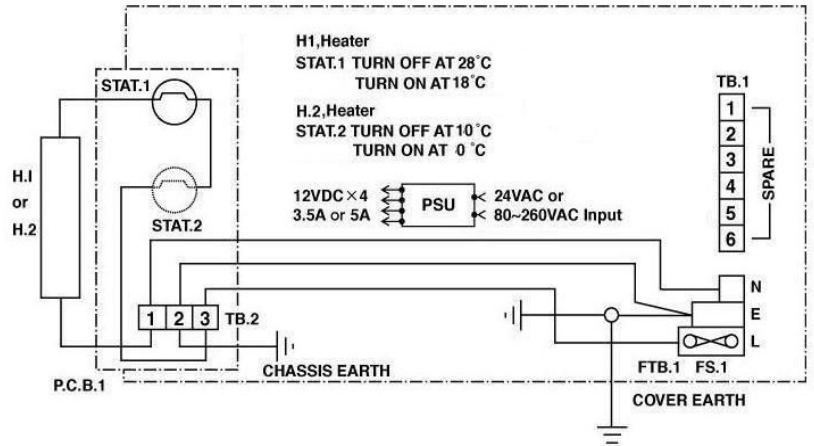 H1,Heater
STAT.1 TURN OFF AT 28°C
TURN ON AT 18°C
H.2,Heater
STAT.2 TURN OFF AT 10°C
TURN ON AT 0 °C
STAT.1
STAT.2
H.I
or
H.2
12VDC×4
3.5A or 5A
PSU
24VAC or
80~260VAC Input
TB.1
1
2
3
4
5
6
SPARE
N
E
L
1 2 3 TB.2
CHASSIS EARTH
FTB.1 FS.1
P.C.B.1
COVER EARTH